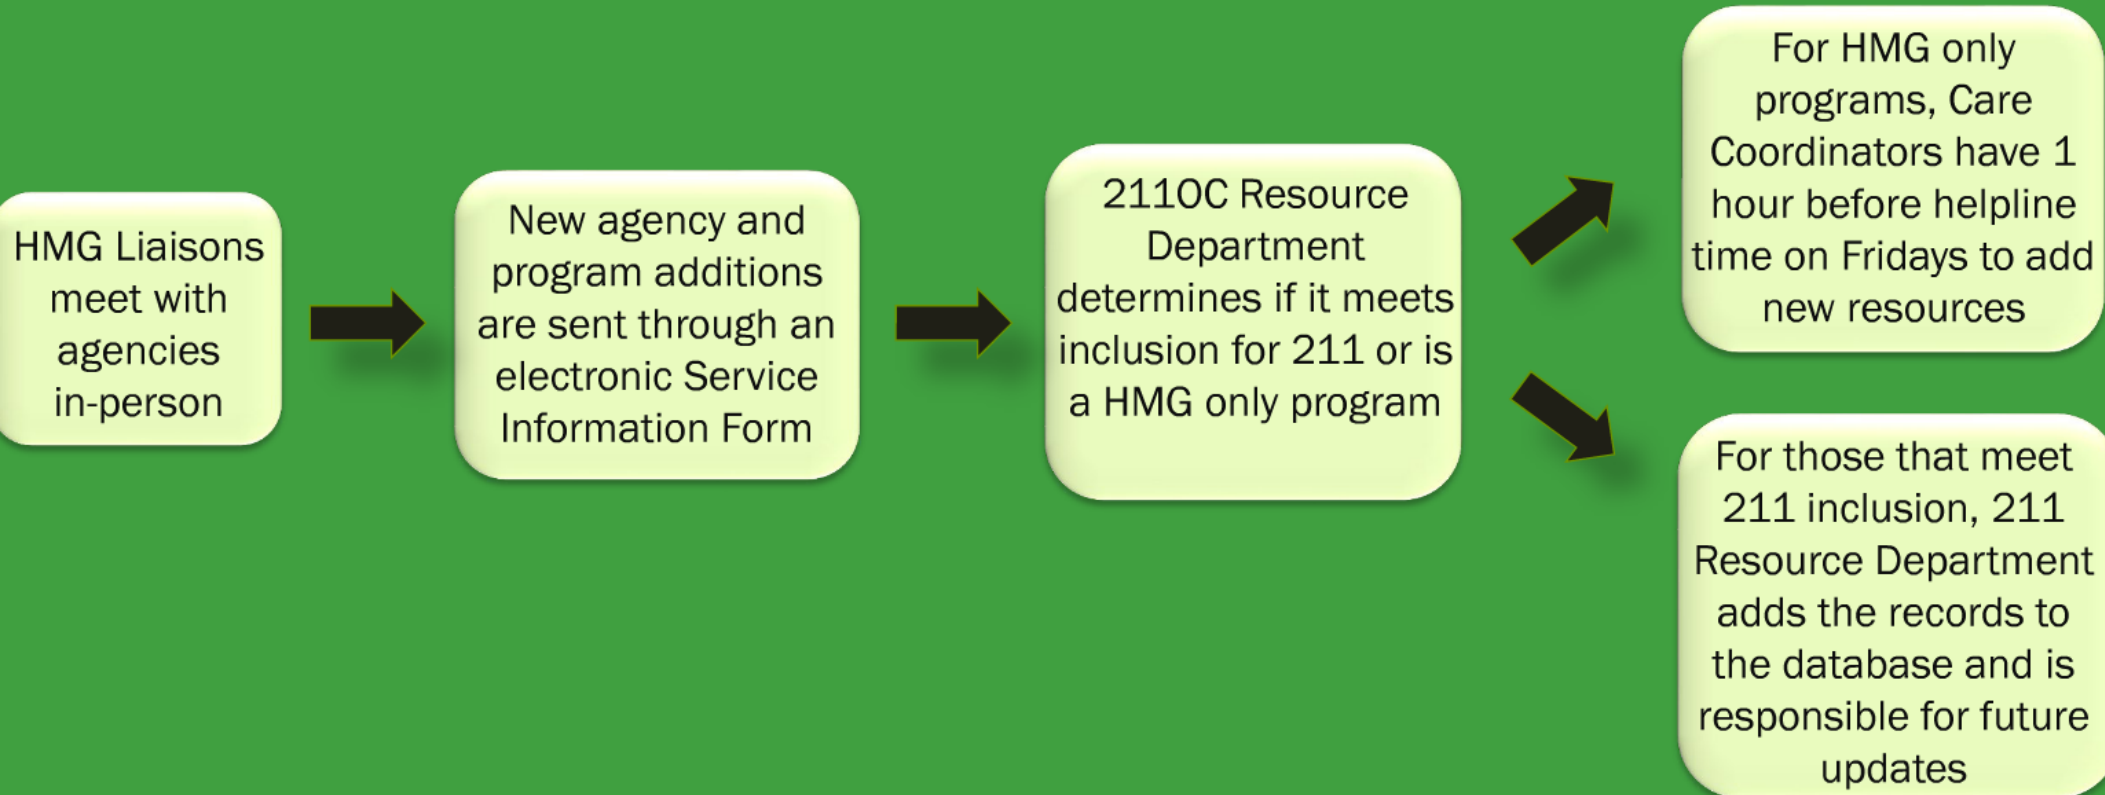 HMG Liaisons
meet with
agencies
in-person
New agency and
program additions
are sent through an
electronic Service
Information Form
211OC Resource
Department
determines if it meets
inclusion for 211 or is
a HMG only program
For HMG only
programs, Care
Coordinators have 1
hour before helpline
time on Fridays to add
new resources
For those that meet
211 inclusion, 211
Resource Department
adds the records to
the database and is
responsible for future
updates